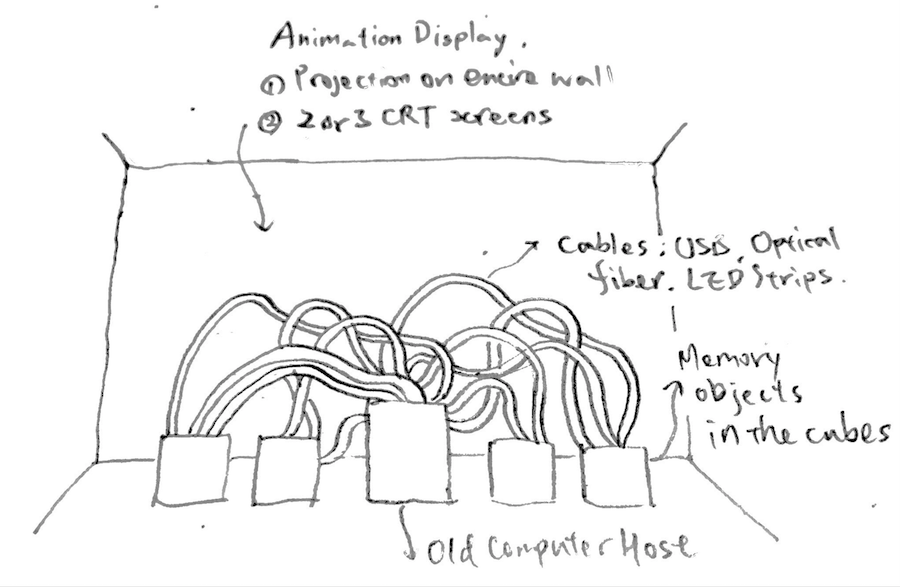 Animation Display.
① Projection on entire wall
② 2 or 3 CRT screens
Cables: USB, Optical
fiber. LED Strips.
Memory
objects
in the cubes
Old Computer Host